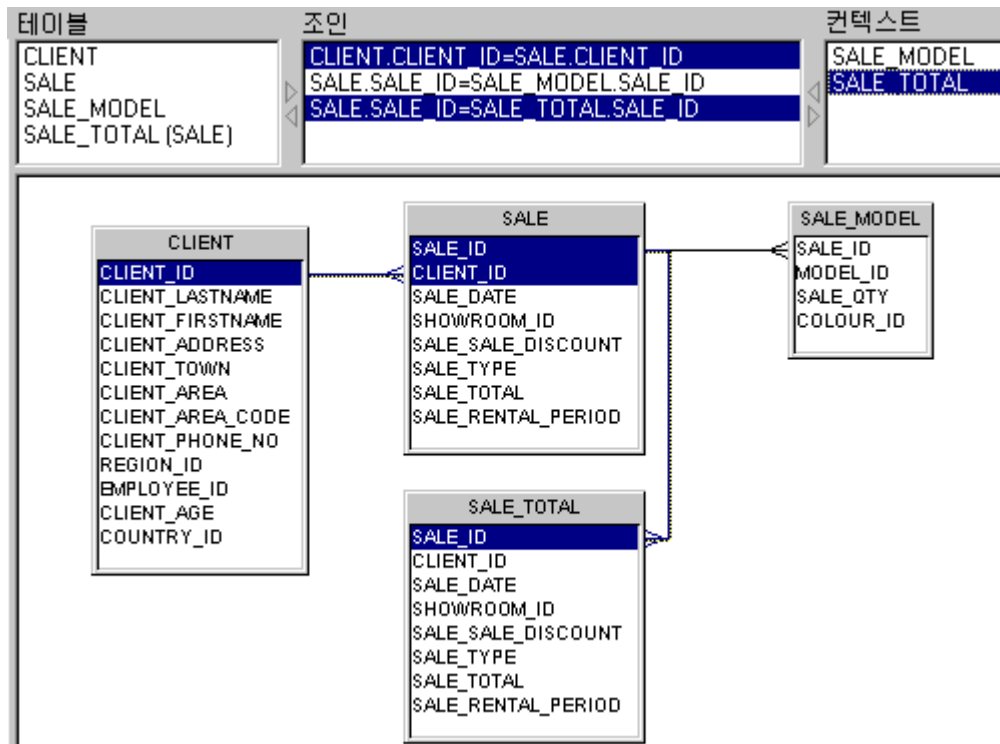 테이블
CLIENT
SALE
SALE_MODEL
SALE_TOTAL (SALE)
조인
CLIENT.CLIENT_ID=SALE.CLIENT_ID
SALE.SALE_ID=SALE_MODEL.SALE_ID
SALE.SALE_ID=SALE_TOTAL.SALE_ID
컨텍스트
SALE_MODEL
SALE_TOTAL
CLIENT
CLIENT_ID
CLIENT_LASTNAME
CLIENT_FIRSTNAME
CLIENT_ADDRESS
CLIENT_TOWN
CLIENT_AREA
CLIENT_AREA_CODE
CLIENT_PHONE_NO
REGION_ID
EMPLOYEE_ID
CLIENT_AGE
COUNTRY_ID
SALE
SALE_ID
CLIENT_ID
SALE_DATE
SHOWROOM_ID
SALE_SALE_DISCOUNT
SALE_TYPE
SALE_TOTAL
SALE_RENTAL_PERIOD
SALE_MODEL
SALE_ID
MODEL_ID
SALE_QTY
COLOUR_ID
SALE_TOTAL
SALE_ID
CLIENT_ID
SALE_DATE
SHOWROOM_ID
SALE_SALE_DISCOUNT
SALE_TYPE
SALE_TOTAL
SALE_RENTAL_PERIOD